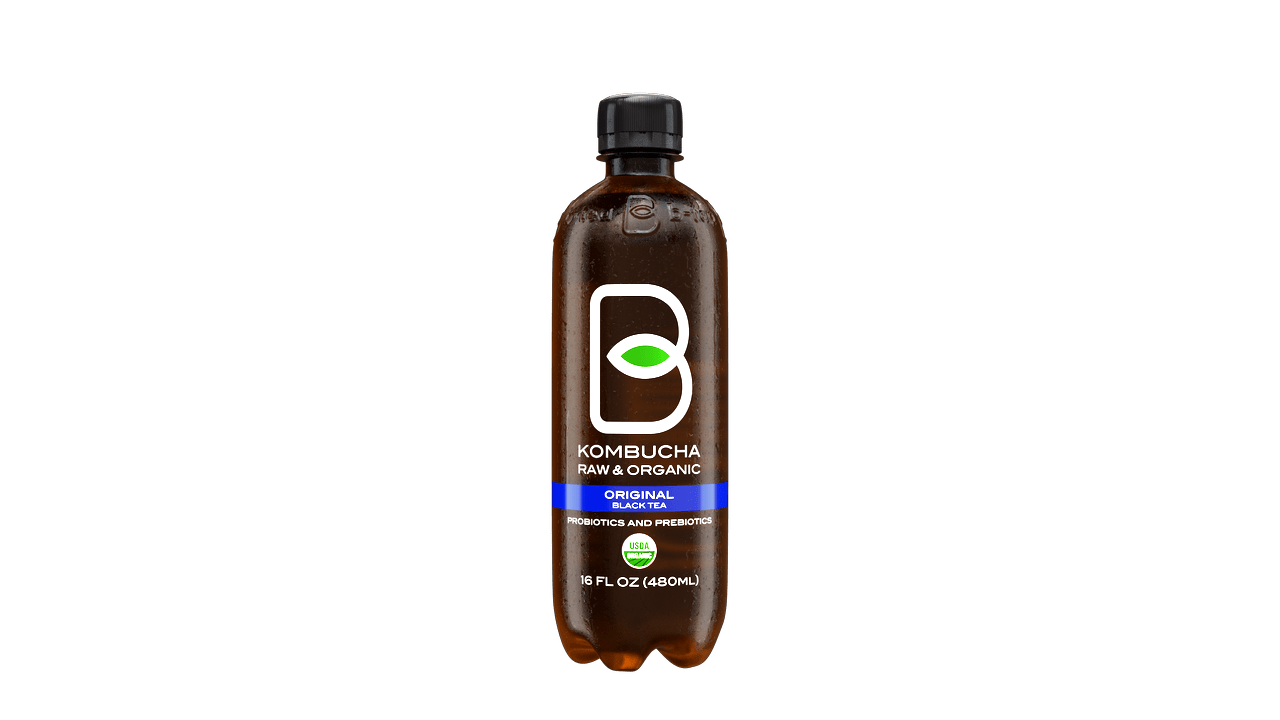 B
KOMBUCHA
RAW & ORGANIC
ORIGINAL
BLACK TEA
PROBIOTICS AND PREBIOTICS
USDA
ORGANIC
16 FL OZ (480ML)